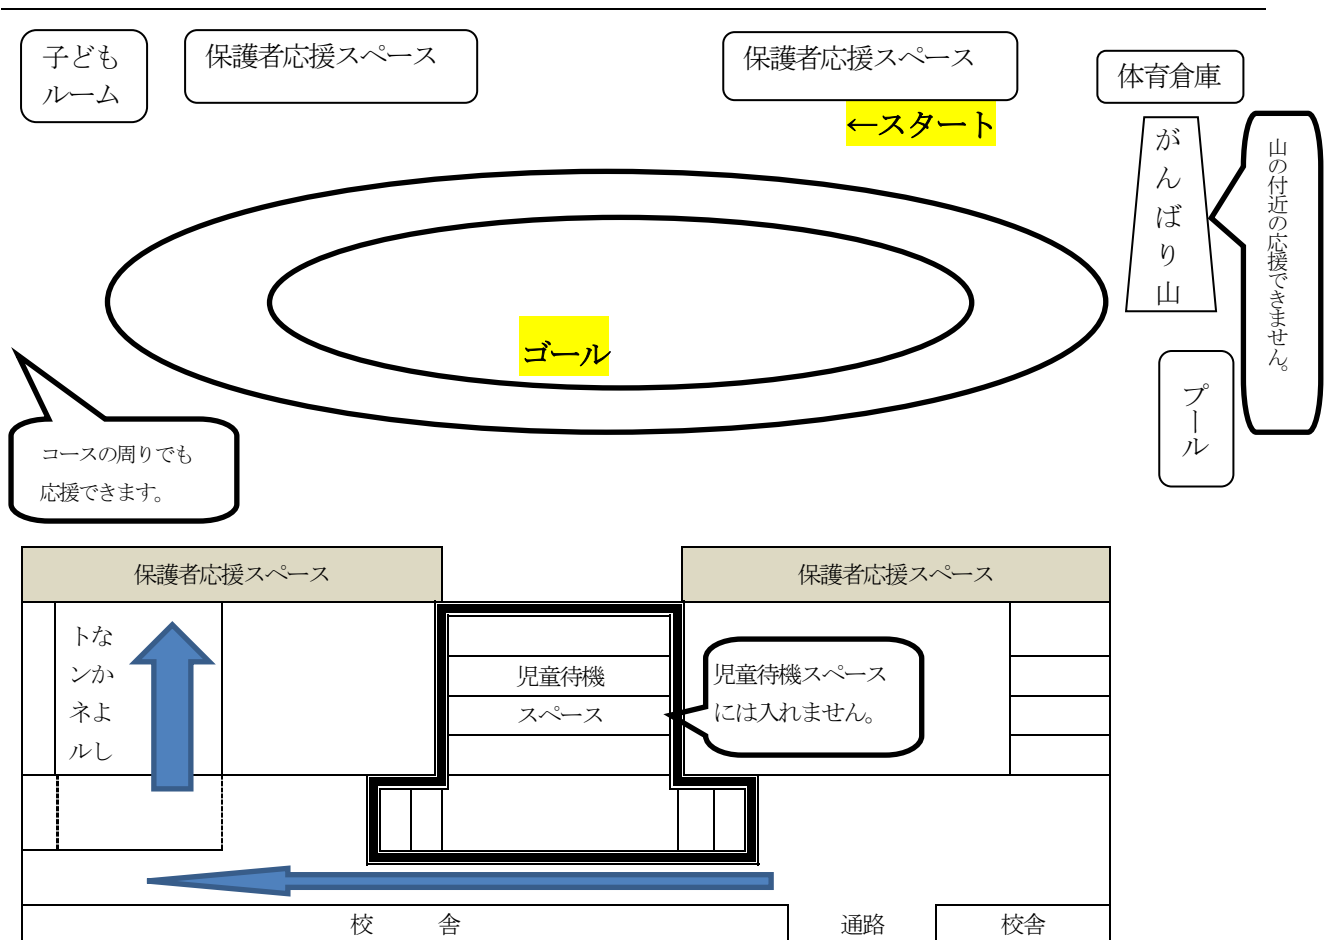 子ども
ルーム
保護者応援スペース
保護者応援スペース
体育倉庫
←スタート
がんばり山
山の付近の応援できません。
ゴール
プール
コースの周りでも
応援できます。
保護者応援スペース
保護者応援スペース
なかよし
トンネル
児童待機
スペース
児童待機スペース
には入れません。
校　　舎
通路
校舎